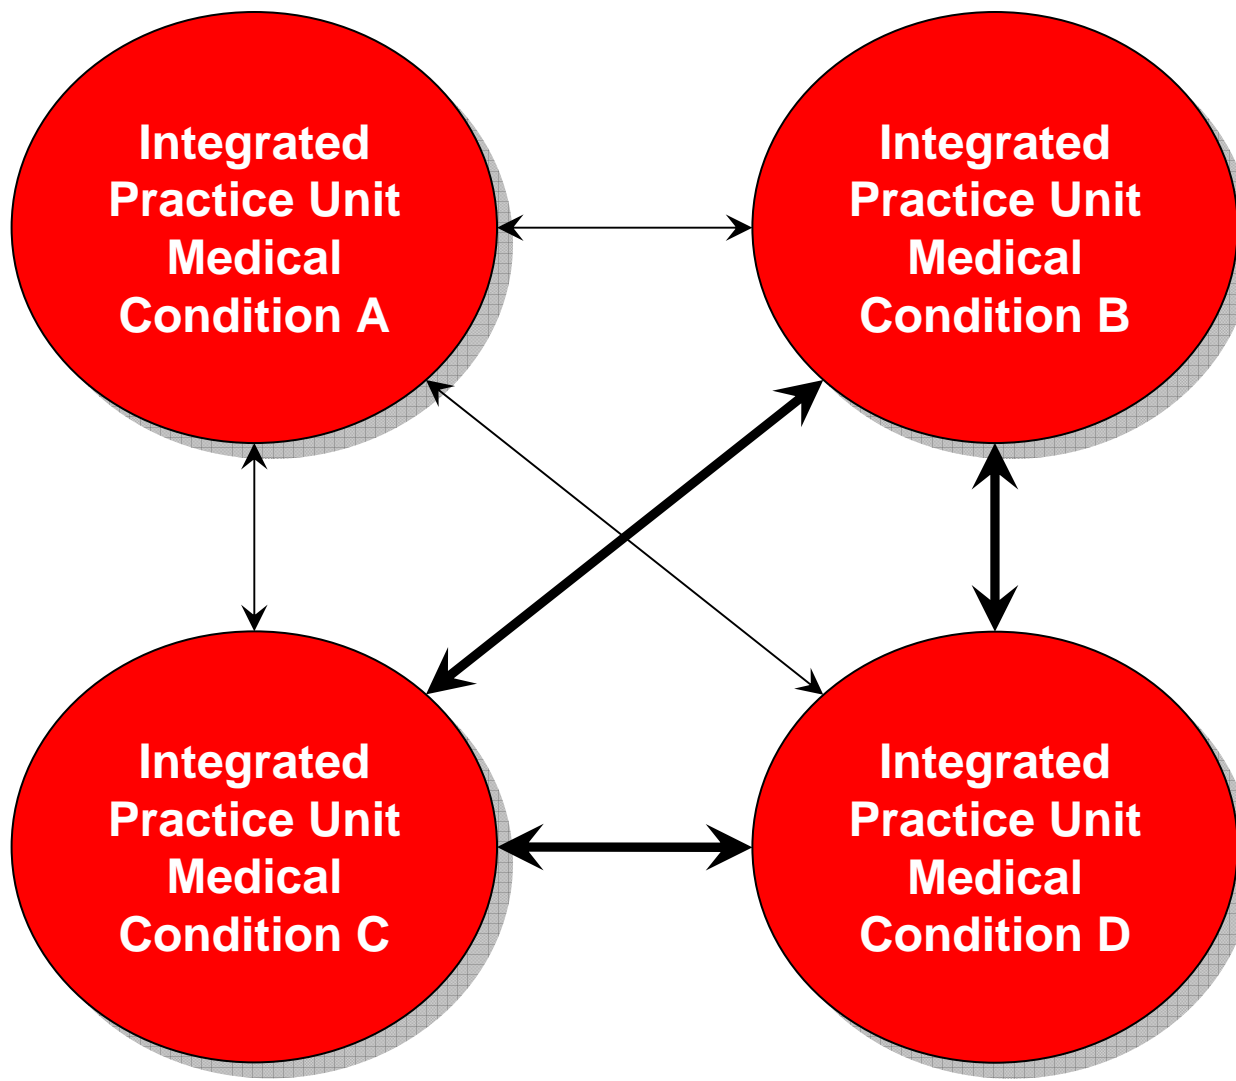 Integrated
Practice Unit
Medical
Condition A
Integrated
Practice Unit
Medical
Condition B
Integrated
Practice Unit
Medical
Condition C
Integrated
Practice Unit
Medical
Condition D